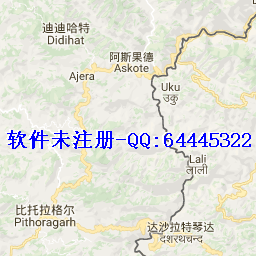 迪迪哈特
Didihat
阿斯果德
Askote
Ajera
Uku
उकु
软件未注册-QQ:64445322
Lali
लाली
比托拉格尔
Pithoragarh
达沙拉特琴达
दशरथचन्द